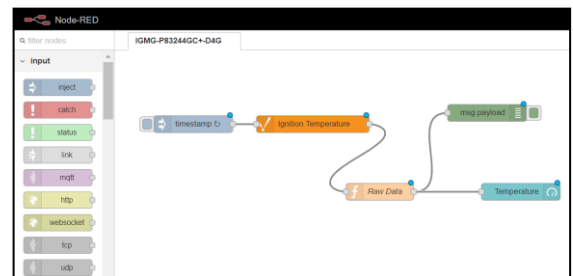 Node-RED
filter nodes
IGMG-P83244GC+-D4G
input
inject
catch
status
link
mqtt
http
websocket
tcp
udp
timestamp ↻
Ignition Temperature
msg.payload
Raw Data
Temperature